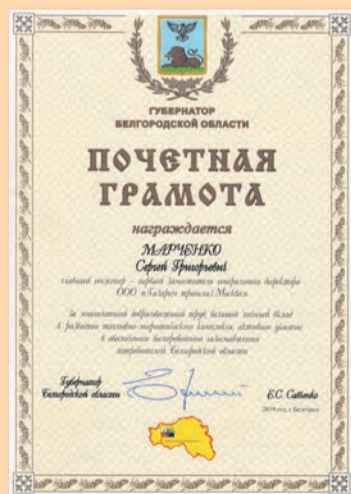 ГУБЕРНАТОР
БЕЛГОРОДСКОЙ ОБЛАСТИ
ПОЧЕТНАЯ
ГРАМОТА
награждается
МАРЧЕНКО
Сергей Григорьевич
главный инженер - первый заместитель генерального директора
ООО «Газпром трансгаз Москва»
За многолетний добросовестный труд, большой личный вклад
в развитие топливно-энергетического комплекса, активное участие
в обеспечении бесперебойного газоснабжения
потребителей Белгородской области
Губернатор
Белгородской области
Е.С. Савченко
2019 год, г. Белгород